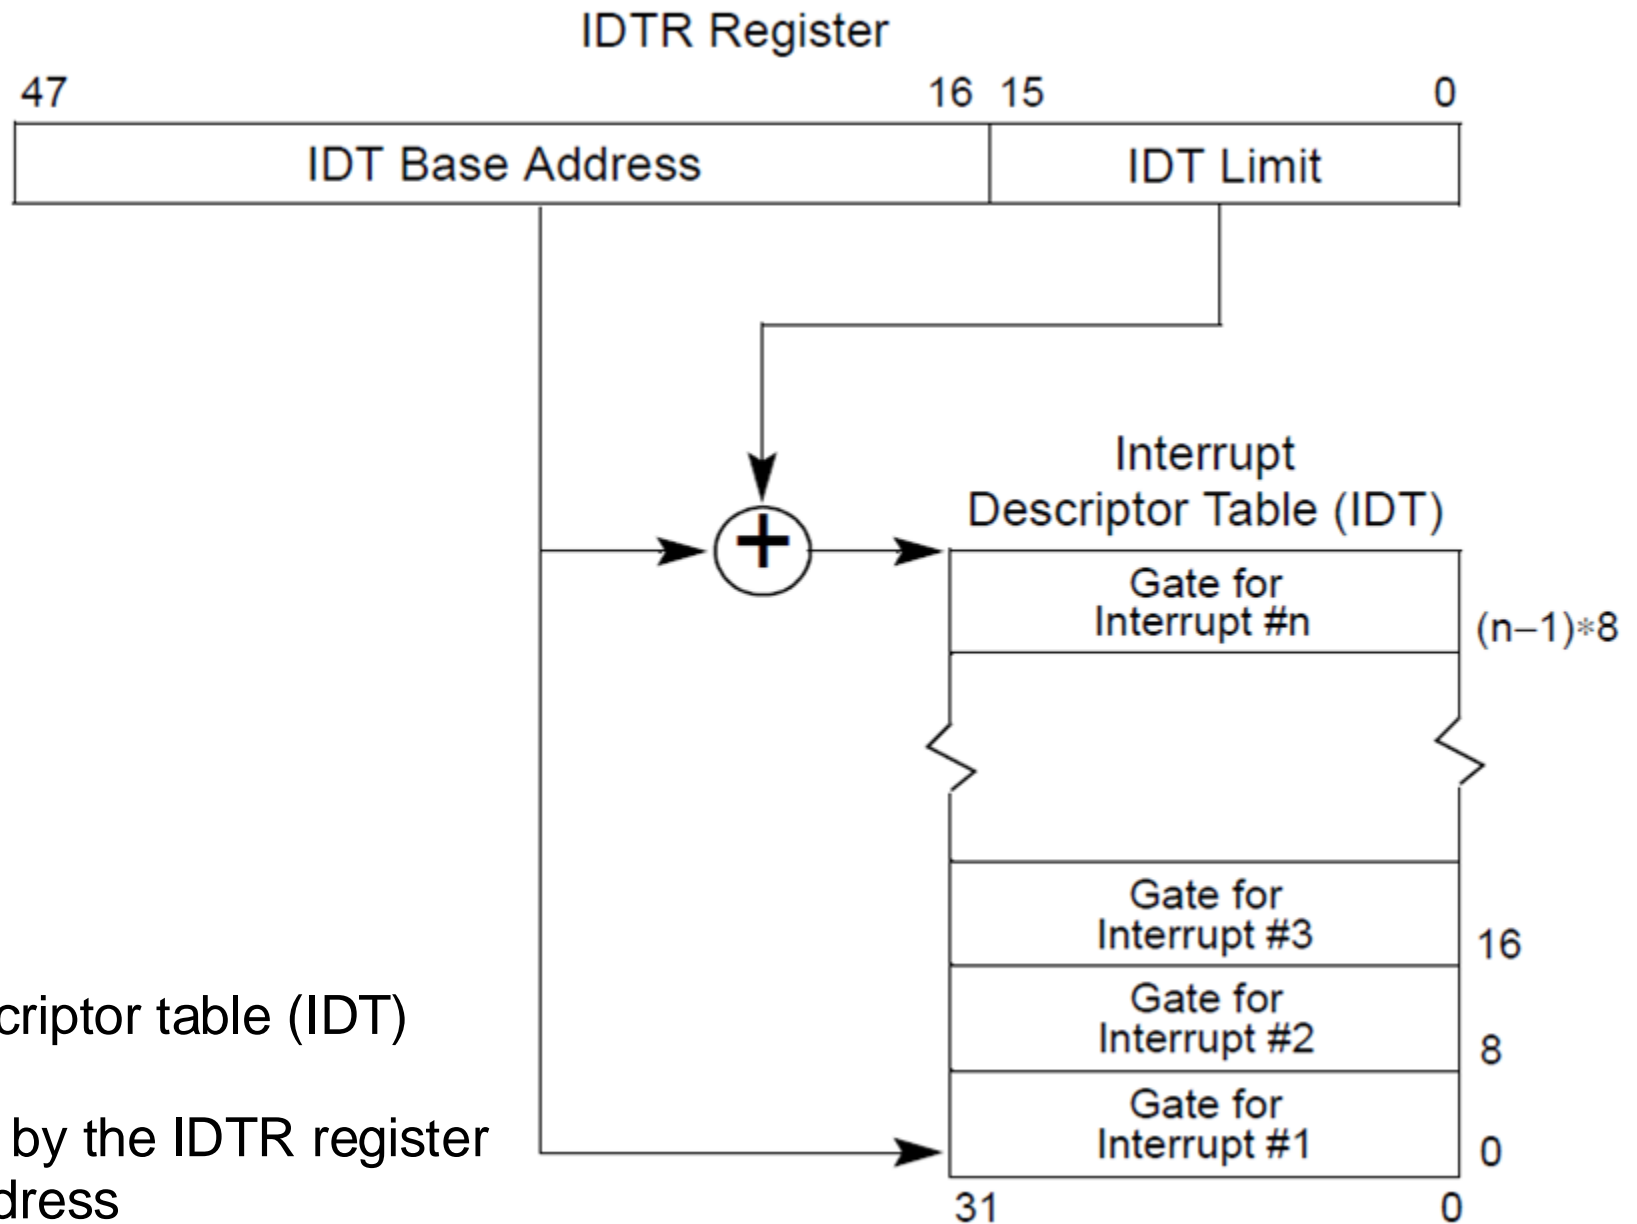 IDTR Register
47 16 15 0
IDT Base Address IDT Limit
Interrupt
Descriptor Table (IDT)
Gate for
Interrupt #n
(n–1)*8
Gate for
Interrupt #3
16
Gate for
Interrupt #2
8
Gate for
Interrupt #1
0
31 0
criptor table (IDT)
by the IDTR register
dress